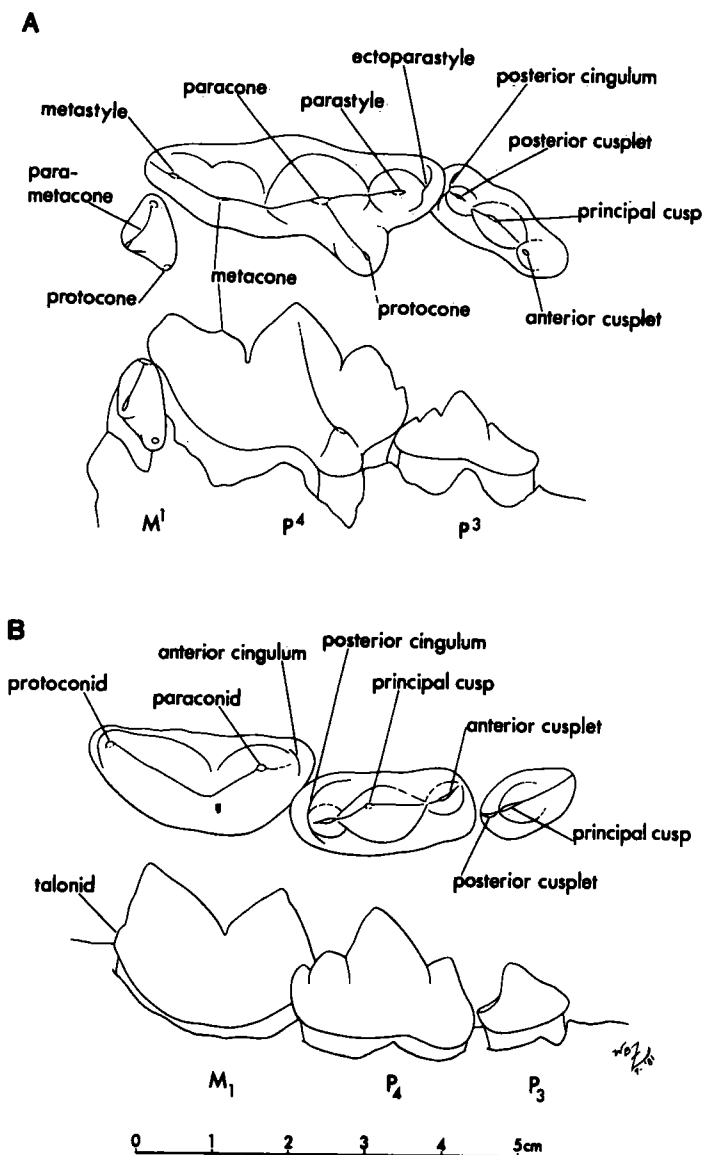 A
ectoparastyle
posterior cingulum
paracone
parastyle
metastyle
posterior cusplet
para-
metacone
principal cusp
protocone
metacone
protocone
anterior cusplet
M1 P4 P3
B
anterior cingulum
posterior cingulum
protoconid
paraconid
principal cusp
anterior cusplet
principal cusp
posterior cusplet
talonid
M1 P4 P3
0 1 2 3 4 5cm